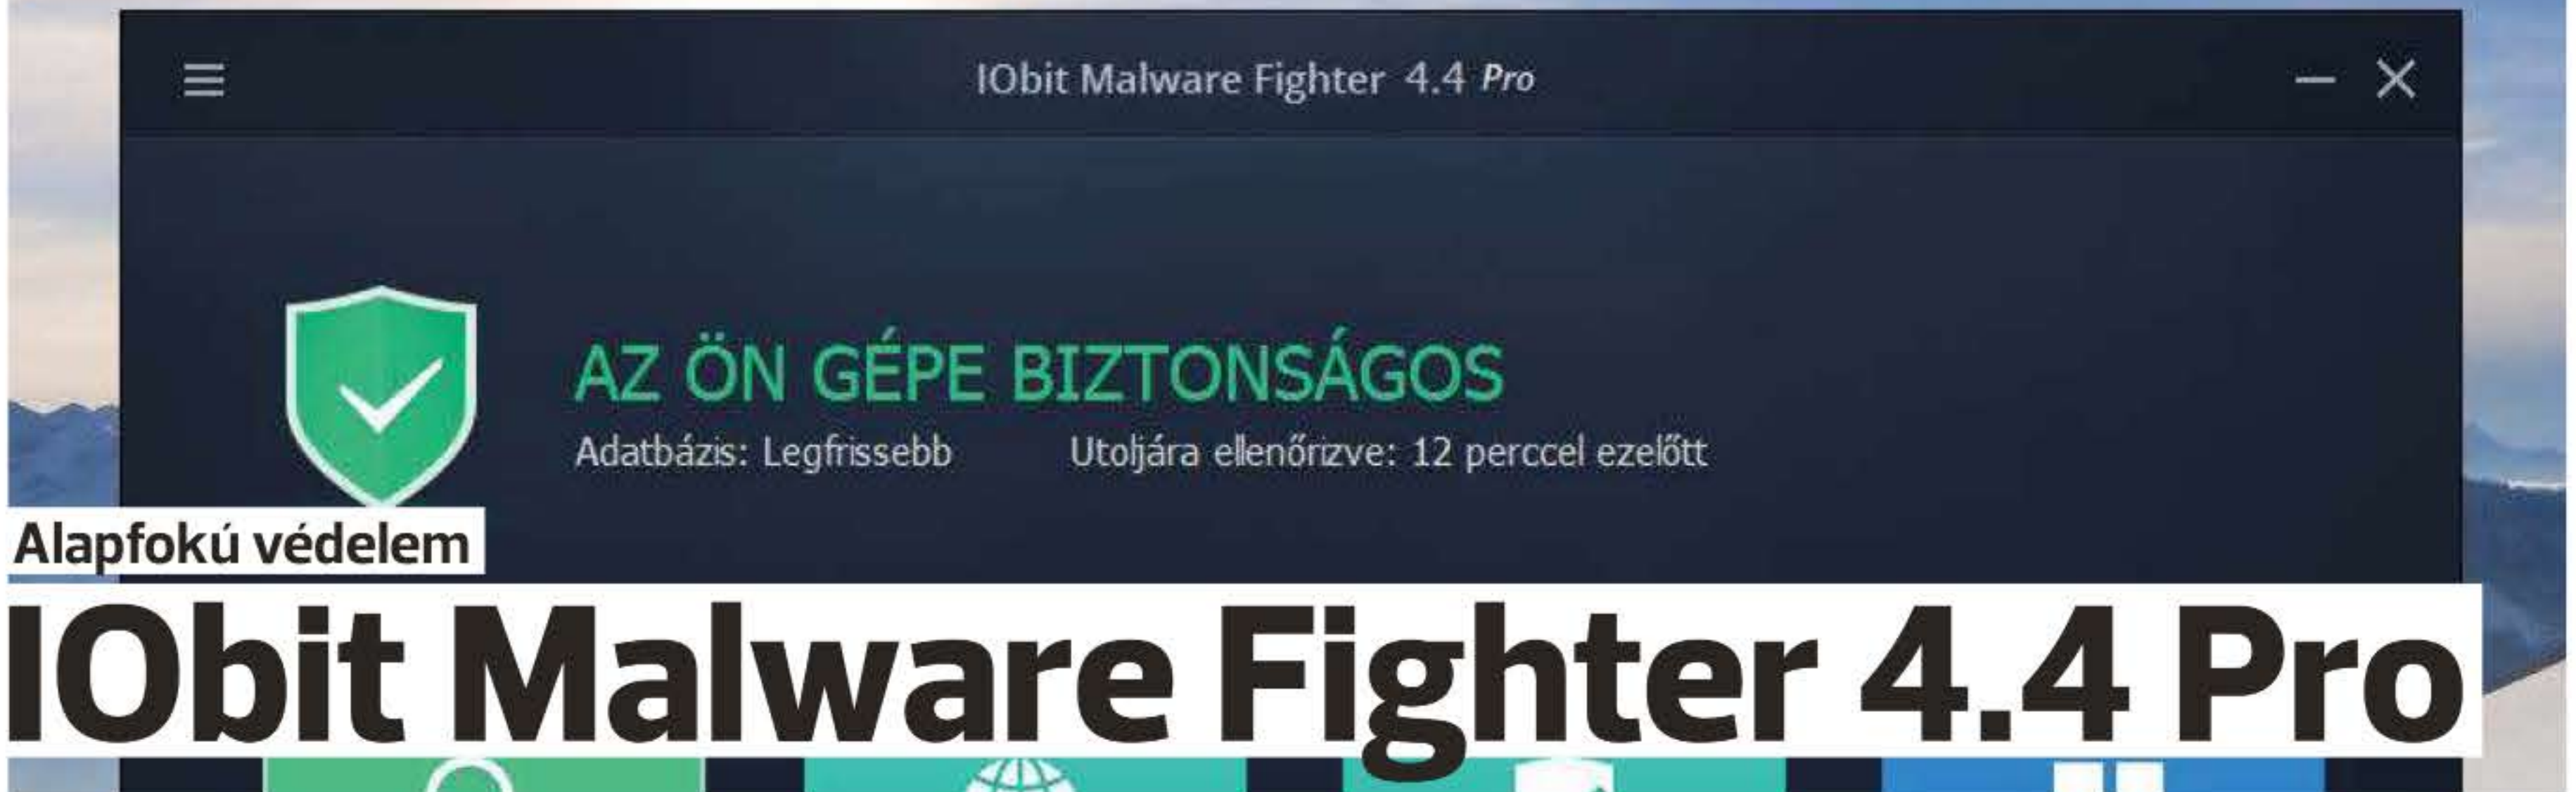 IObit Malware Fighter 4.4 Pro
AZ ÖN GÉPE BIZTONSÁGOS
Adatbázis: Legfrissebb Utoljára ellenőrizve: 12 perccel ezelőtt
Alapfokú védelem
IObit Malware Fighter 4.4 Pro